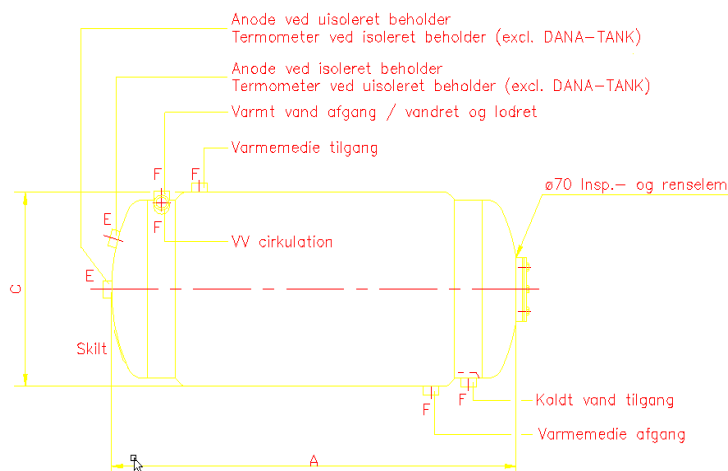 Anode ved uisoleret beholder
Termometer ved isoleret beholder (excl. DANA-TANK)
Anode ved isoleret beholder
Termometer ved uisoleret behalder (excl. DANA-TANK)
Varmt vand afgang / vandret og lodret
F
F
Varmemedie tilgang
ø70 Insp.- og renselem
E
F
VV cirkulation
E
C
Skilt
F
F
Koldt vand tilgang
Varmemedie afgang
A